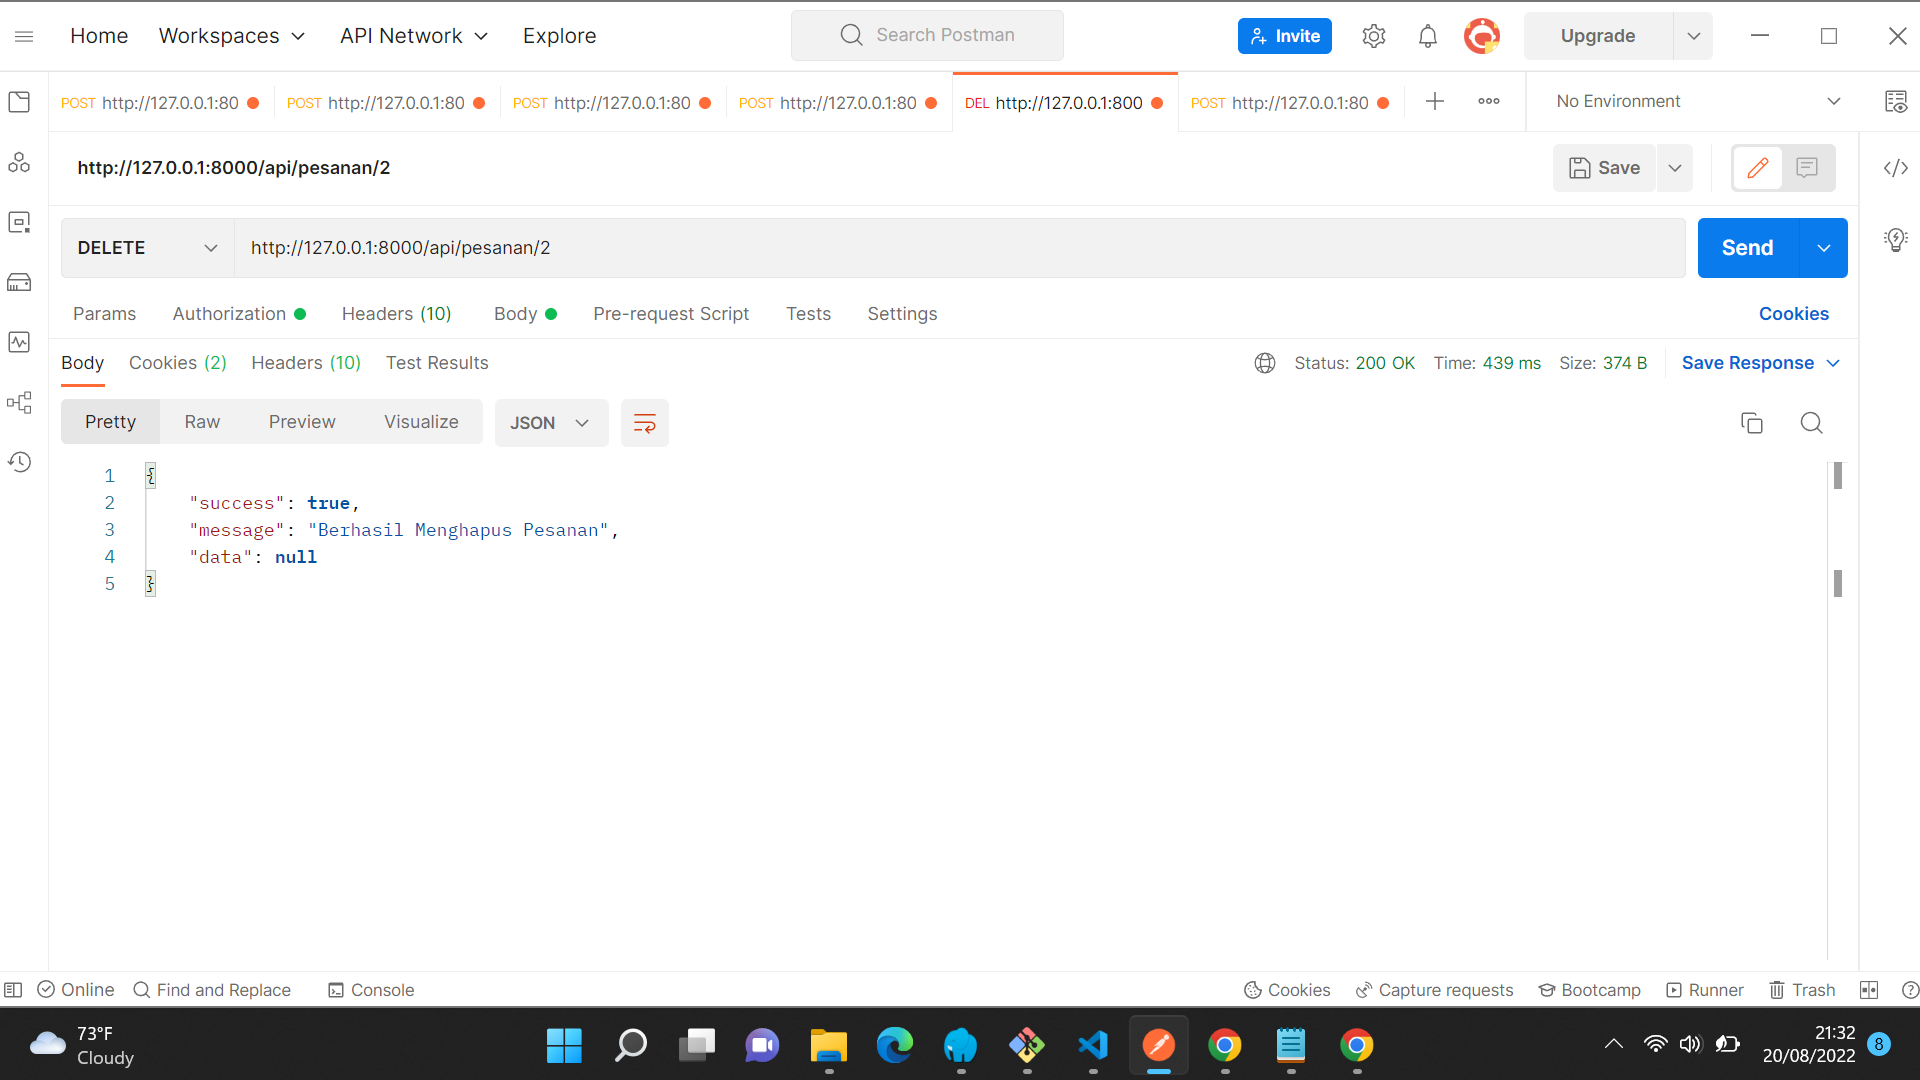 Home Workspaces API Network Explore Search Postman Invite Upgrade
POST http://127.0.0.1:80 POST http://127.0.0.1:80 POST http://127.0.0.1:80 POST http://127.0.0.1:80 DEL http://127.0.0.1:800 POST http://127.0.0.1:80 No Environment
http://127.0.0.1:8000/api/pesanan/2 Save
DELETE http://127.0.0.1:8000/api/pesanan/2 Send
Params Authorization Headers (10) Body Pre-request Script Tests Settings Cookies
Body Cookies (2) Headers (10) Test Results Status: 200 OK Time: 439 ms Size: 374 B Save Response
Pretty Raw Preview Visualize JSON
1 {
2 "success": true,
3 "message": "Berhasil Menghapus Pesanan",
4 "data": null
5 }
Online Find and Replace Console Cookies Capture requests Bootcamp Runner Trash
73°F
Cloudy
21:32
20/08/2022
8